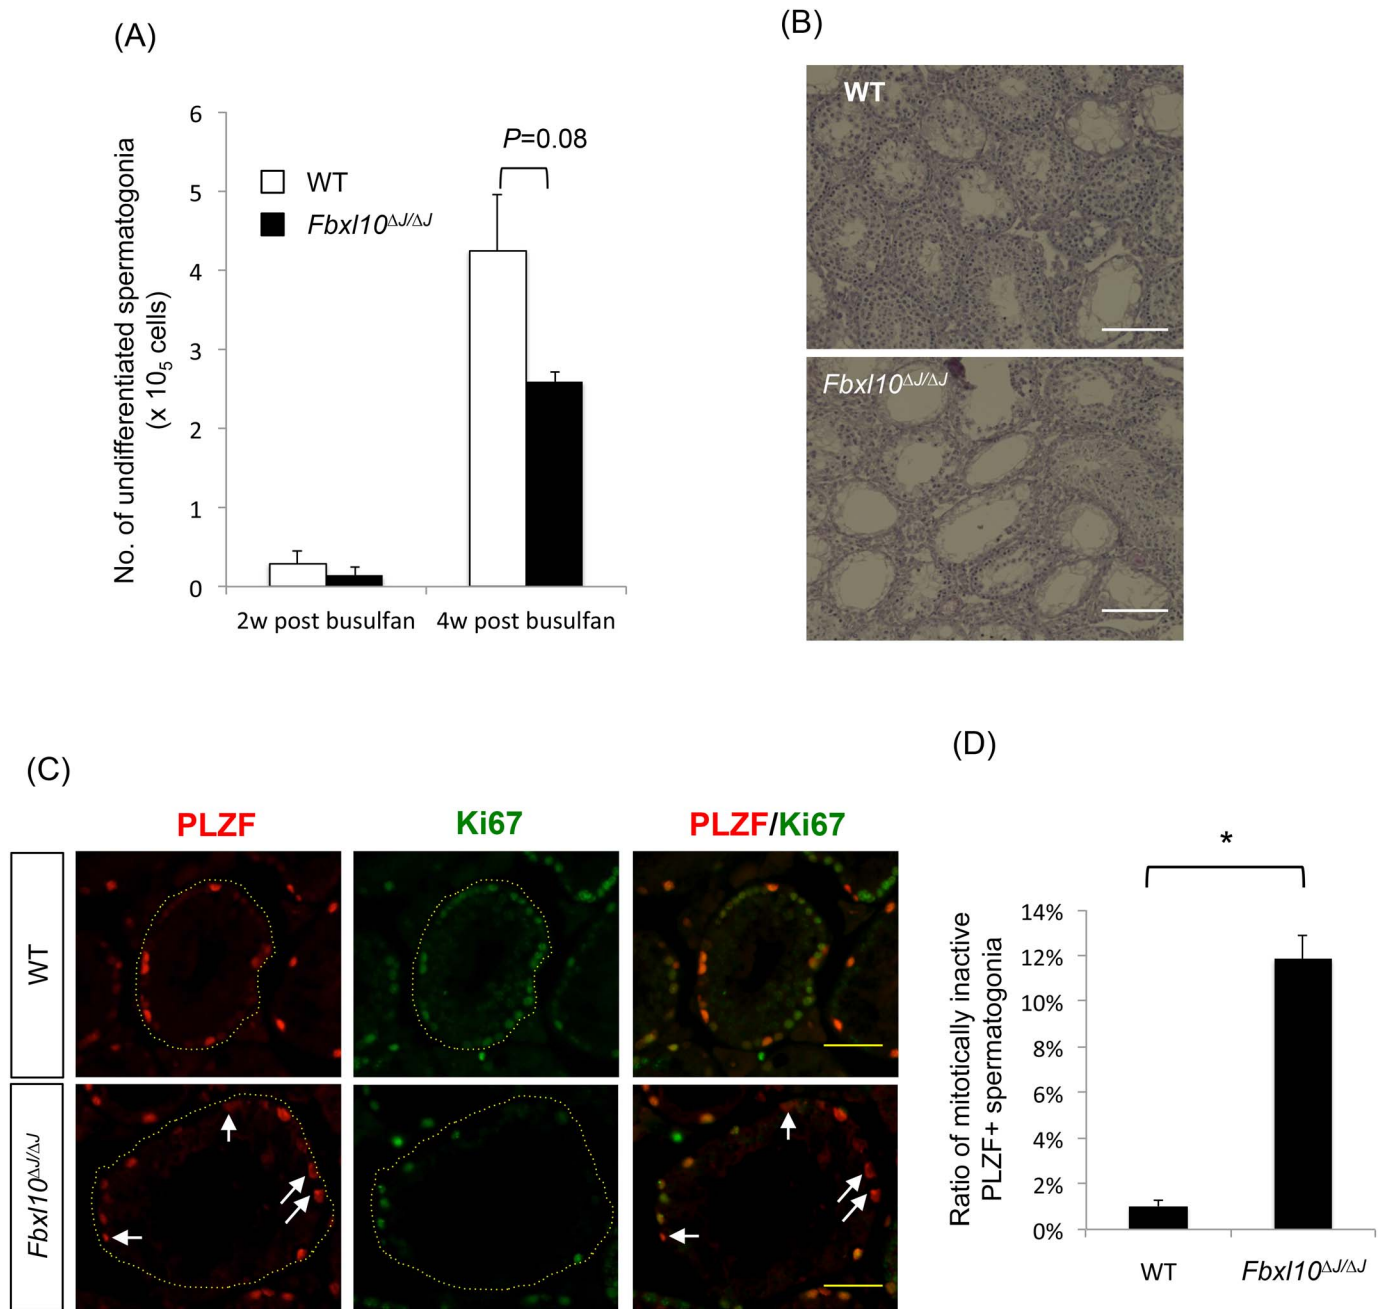 (A)
No. of undifferentiated spermatogonia
(x 10₅ cells)
6
5
4
3
2
1
0
P=0.08
WT
Fbxl10ΔJ/ΔJ
2w post busulfan
4w post busulfan
(B)
WT
Fbxl10ΔJ/ΔJ
(C)
PLZF
Ki67
PLZF/Ki67
WT
Fbxl10ΔJ/ΔJ
(D)
Ratio of mitotically inactive
PLZF+ spermatogonia
*
14%
12%
10%
8%
6%
4%
2%
0%
WT
Fbxl10ΔJ/ΔJ